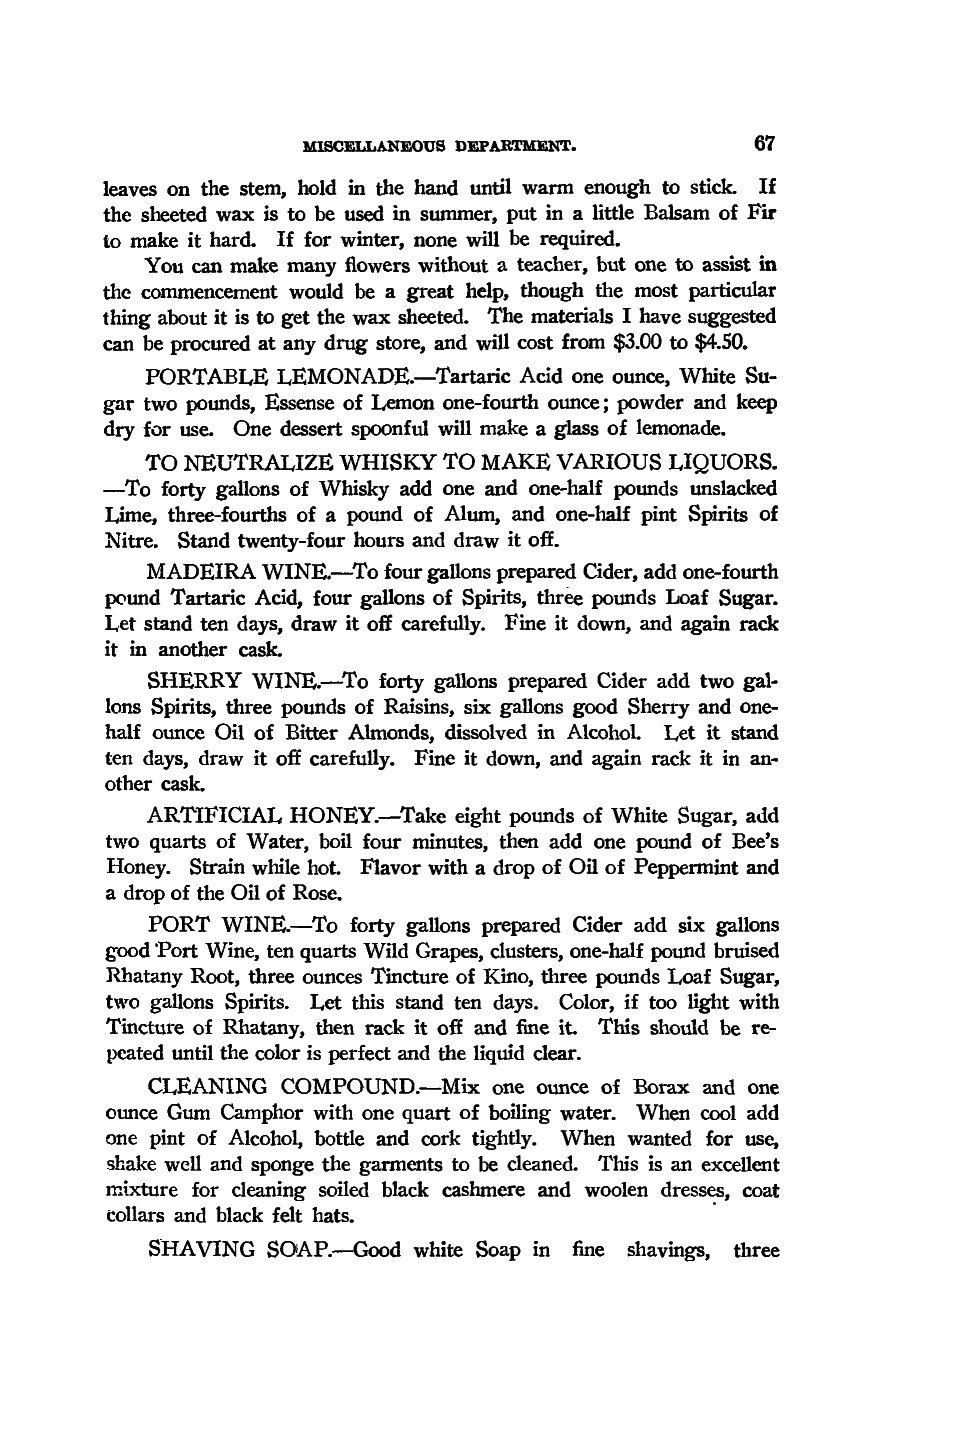 MISCELLANEOUS DEPARTMENT. 67
leaves on the stem, hold in the hand until warm enough to stick. If
the sheeted wax is to be used in summer, put in a little Balsam of Fir
to make it hard. If for winter, none will be required.
You can make many flowers without a teacher, but one to assist in
the commencement would be a great help, though the most particular
thing about it is to get the wax sheeted. The materials I have suggested
can be procured at any drug store, and will cost from $3.00 to $4.50.
PORTABLE LEMONADE.—Tartaric Acid one ounce, White Su-
gar two pounds, Essense of Lemon one-fourth ounce; powder and keep
dry for use. One dessert spoonful will make a glass of lemonade.
TO NEUTRALIZE WHISKY TO MAKE VARIOUS LIQUORS.
—To forty gallons of Whisky add one and one-half pounds unslacked
Lime, three-fourths of a pound of Alum, and one-half pint Spirits of
Nitre. Stand twenty-four hours and draw it off.
MADEIRA WINE.—To four gallons prepared Cider, add one-fourth
pound Tartaric Acid, four gallons of Spirits, three pounds Loaf Sugar.
Let stand ten days, draw it off carefully. Fine it down, and again rack
it in another cask.
SHERRY WINE.—To forty gallons prepared Cider add two gal-
lons Spirits, three pounds of Raisins, six gallons good Sherry and one-
half ounce Oil of Bitter Almonds, dissolved in Alcohol. Let it stand
ten days, draw it off carefully. Fine it down, and again rack it in an-
other cask.
ARTIFICIAL HONEY.—Take eight pounds of White Sugar, add
two quarts of Water, boil four minutes, then add one pound of Bee's
Honey. Strain while hot. Flavor with a drop of Oil of Peppermint and
a drop of the Oil of Rose.
PORT WINE.—To forty gallons prepared Cider add six gallons
good Port Wine, ten quarts Wild Grapes, clusters, one-half pound bruised
Rhatany Root, three ounces Tincture of Kino, three pounds Loaf Sugar,
two gallons Spirits. Let this stand ten days. Color, if too light with
Tincture of Rhatany, then rack it off and fine it. This should be re-
peated until the color is perfect and the liquid clear.
CLEANING COMPOUND.—Mix one ounce of Borax and one
ounce Gum Camphor with one quart of boiling water. When cool add
one pint of Alcohol, bottle and cork tightly. When wanted for use,
shake well and sponge the garments to be cleaned. This is an excellent
mixture for cleaning soiled black cashmere and woolen dresses, coat
collars and black felt hats.
SHAVING SOAP.—Good white Soap in fine shavings, three